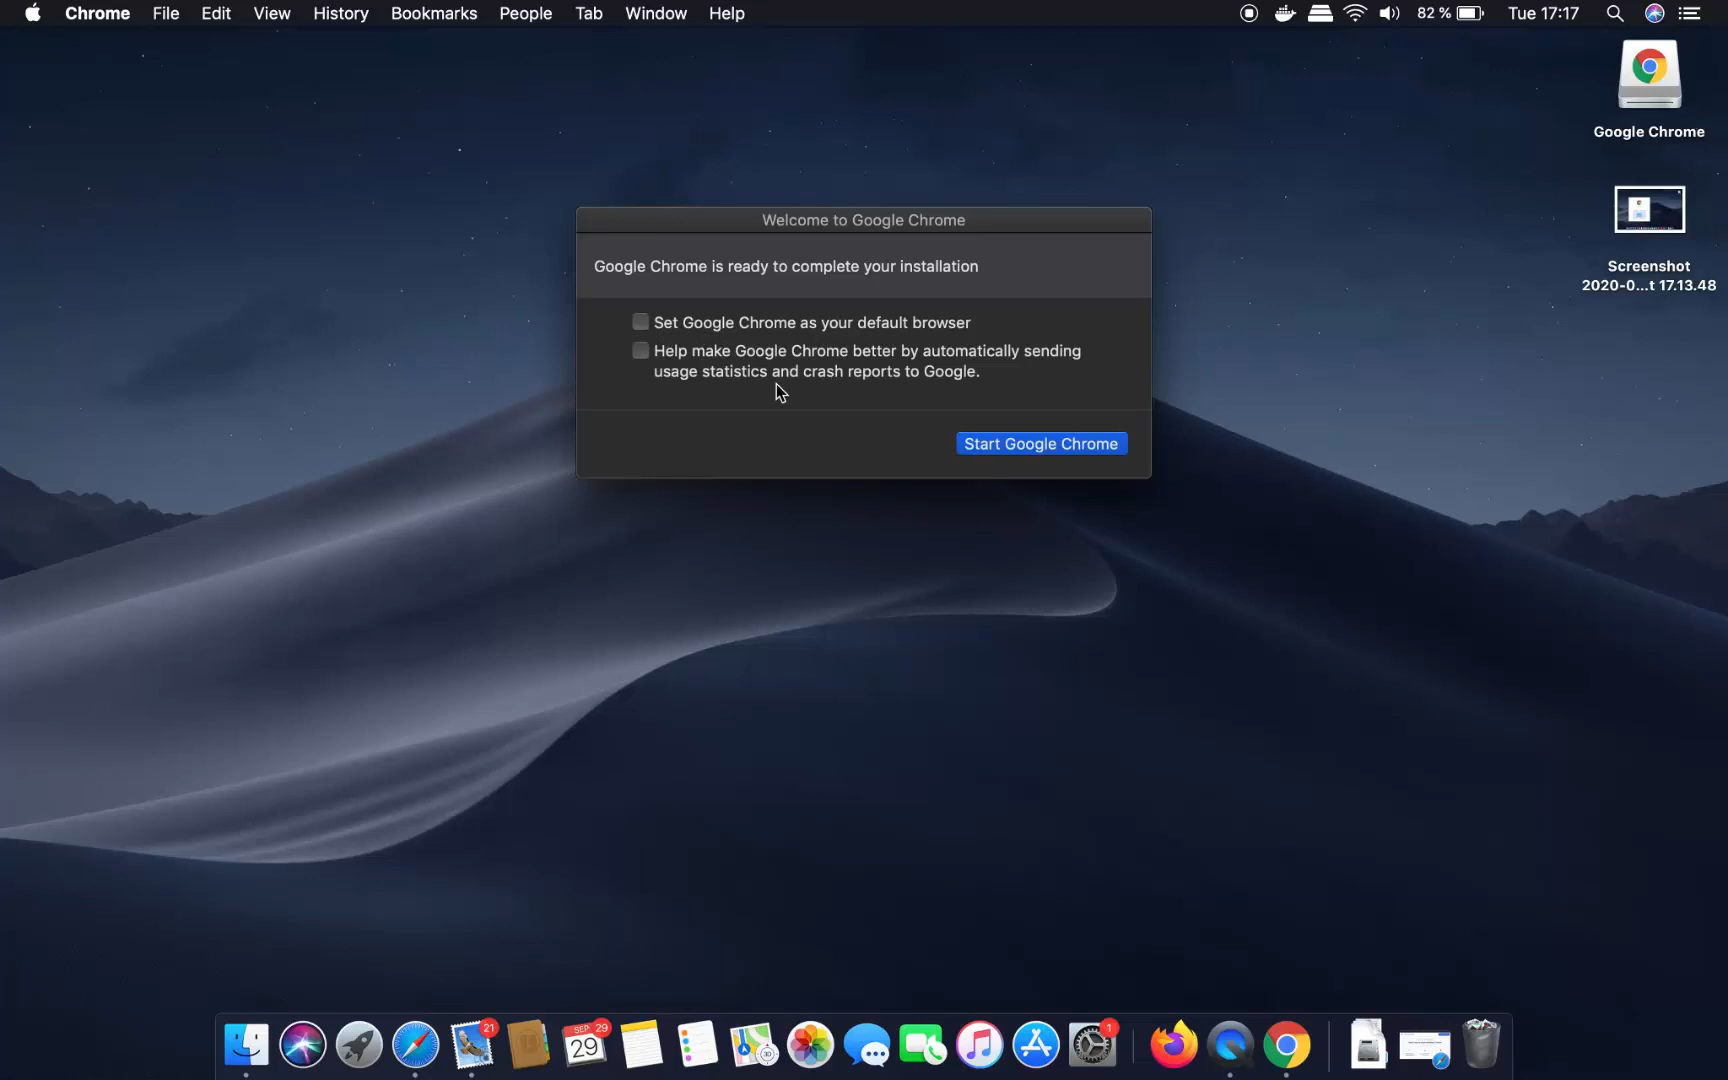 Chrome File Edit View History Bookmarks People Tab Window Help
82 % Tue 17:17
Google Chrome
Screenshot
2020-0...t 17.13.48
Welcome to Google Chrome
Google Chrome is ready to complete your installation
Set Google Chrome as your default browser
Help make Google Chrome better by automatically sending
usage statistics and crash reports to Google.
Start Google Chrome
21
SEP 29
29
1